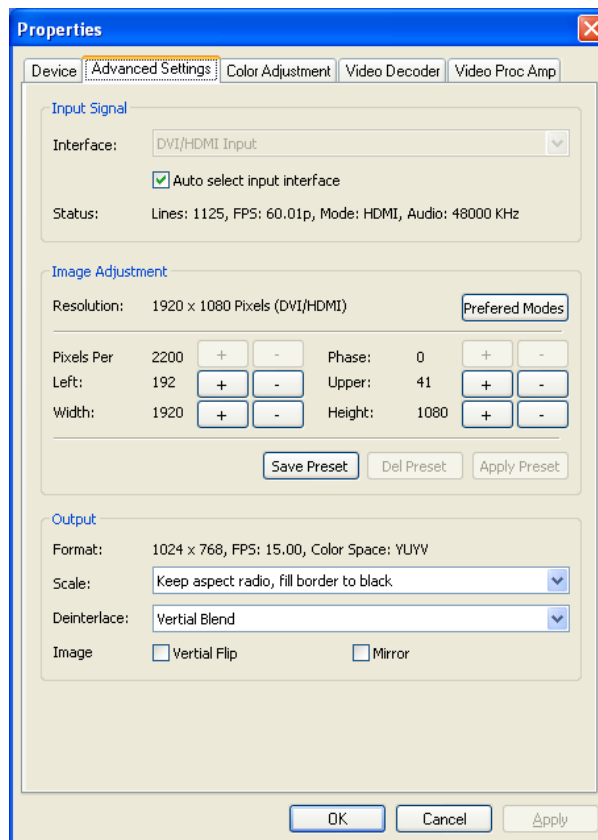 Properties
Device Advanced Settings Color Adjustment Video Decoder Video Proc Amp
Input Signal
Interface: DVI/HDMI Input
Auto select input interface
Status: Lines: 1125, FPS: 60.01p, Mode: HDMI, Audio: 48000 KHz
Image Adjustment
Resolution: 1920 x 1080 Pixels (DVI/HDMI) Prefered Modes
Pixels Per 2200 + - Phase: 0 + -
Left: 192 + - Upper: 41 + -
Width: 1920 + - Height: 1080 + -
Save Preset Del Preset Apply Preset
Output
Format: 1024 x 768, FPS: 15.00, Color Space: YUYV
Scale: Keep aspect radio, fill border to black
Deinterlace: Vertial Blend
Image Vertial Flip Mirror
OK Cancel Apply